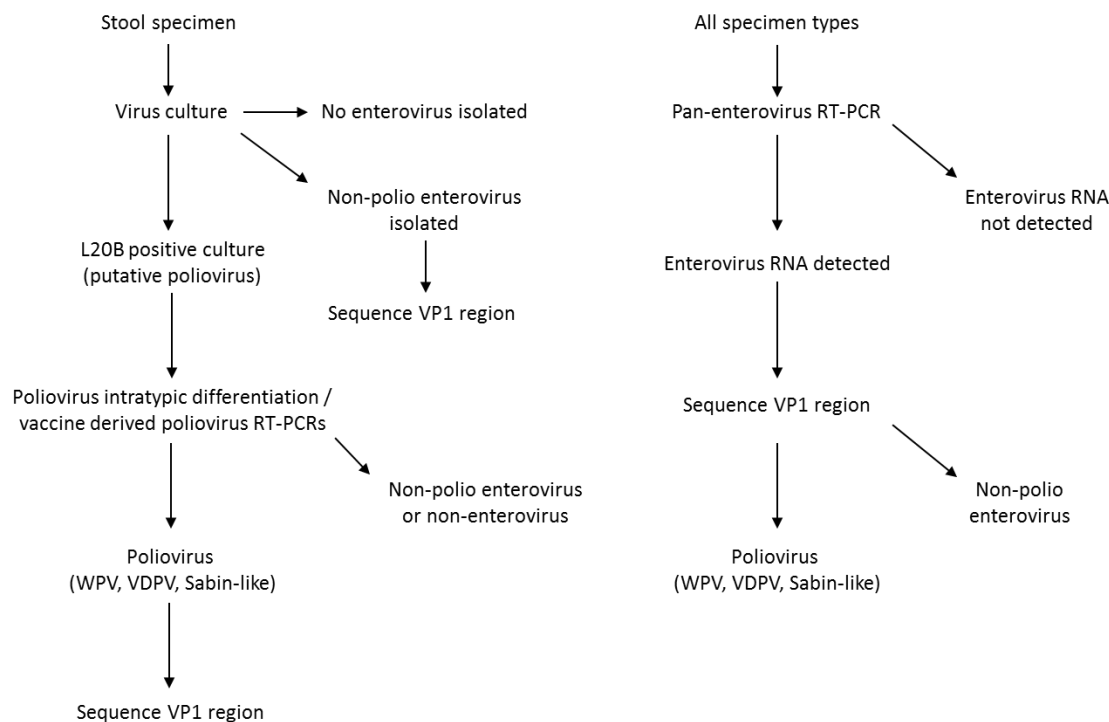 Stool specimen
Virus culture
No enterovirus isolated
Non-polio enterovirus
isolated
L20B positive culture
(putative poliovirus)
Sequence VP1 region
Poliovirus intratypic differentiation /
vaccine derived poliovirus RT-PCRs
Non-polio enterovirus
or non-enterovirus
Poliovirus
(WPV, VDPV, Sabin-like)
Sequence VP1 region
All specimen types
Pan-enterovirus RT-PCR
Enterovirus RNA
not detected
Enterovirus RNA detected
Sequence VP1 region
Non-polio
enterovirus
Poliovirus
(WPV, VDPV, Sabin-like)